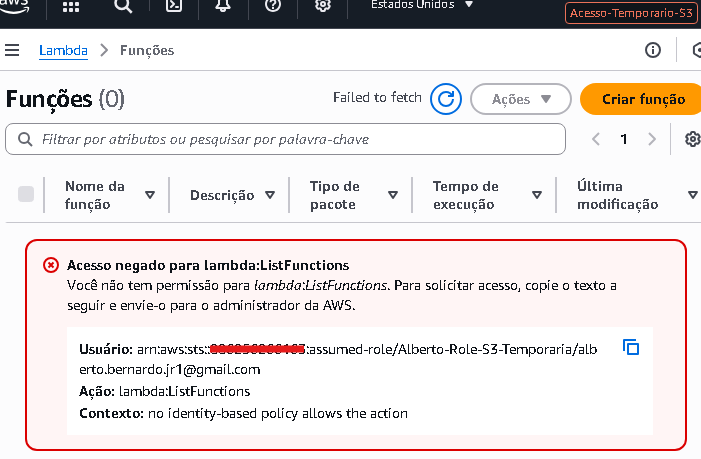 aws
Estados Unidos
Acesso-Temporario-S3
Lambda
Funções
Funções (0)
Failed to fetch
Ações
Criar função
Filtrar por atributos ou pesquisar por palavra-chave
1
Nome da
função
Descrição
Tipo de
pacote
Tempo de
execução
Última
modificação
Acesso negado para lambda:ListFunctions
Você não tem permissão para lambda:ListFunctions. Para solicitar acesso, copie o texto a
seguir e envie-o para o administrador da AWS.
Usuário: arn:aws:sts:::assumed-role/Alberto-Role-S3-Temporaria/alb
erto.bernardo.jr1@gmail.com
Ação: lambda:ListFunctions
Contexto: no identity-based policy allows the action